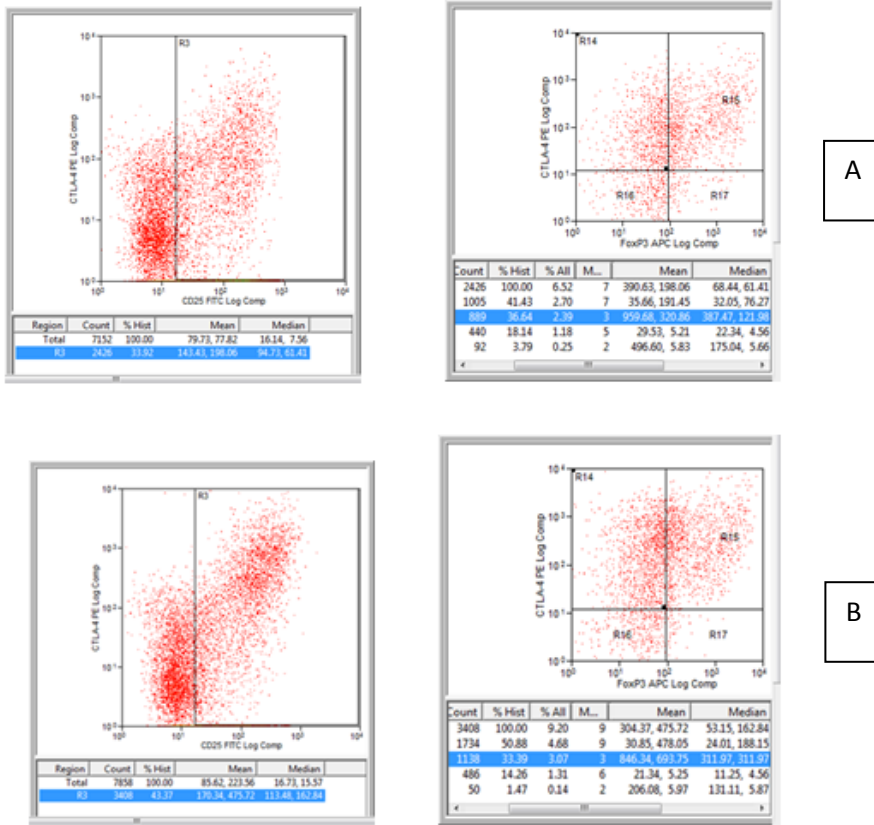 R3
10⁴
10³
10²
10¹
10⁰
CTLA-4 PE Log Comp
10⁰ 10¹ 10² 10³ 10⁴
CD25 FITC Log Comp
Region Count % Hist Mean Median
Total 7152 100.00 79.73, 77.82 16.14, 7.56
R3 2426 33.92 143.43, 198.06 94.73, 61.41
R14
10⁴
10³
R15
10²
10¹
R16 R17
10⁰
CTLA-4 PE Log Comp
10⁰ 10¹ 10² 10³ 10⁴
FoxP3 APC Log Comp
Count % Hist % All M... Mean Median
2426 100.00 6.52 7 390.63, 198.06 68.44, 61.41
1005 41.43 2.70 7 35.66, 191.45 32.05, 76.27
889 36.64 2.39 3 959.68, 320.86 387.47, 121.98
440 18.14 1.18 5 29.53, 5.21 22.34, 4.56
92 3.79 0.25 2 496.60, 5.83 175.04, 5.66
A
R3
10⁴
10³
10²
10¹
10⁰
CTLA-4 PE Log Comp
10⁰ 10¹ 10² 10³ 10⁴
CD25 FITC Log Comp
Region Count % Hist Mean Median
Total 7858 100.00 85.62, 223.56 16.73, 15.57
R3 3408 43.37 170.34, 475.72 113.48, 162.84
R14
10⁴
10³
R15
10²
10¹
R16 R17
10⁰
CTLA-4 PE Log Comp
10⁰ 10¹ 10² 10³ 10⁴
FoxP3 APC Log Comp
Count % Hist % All M... Mean Median
3408 100.00 9.20 9 304.37, 475.72 53.15, 162.84
1734 50.88 4.68 9 30.85, 478.05 24.01, 188.15
1138 33.39 3.07 3 846.34, 693.75 311.97, 311.97
486 14.26 1.31 6 21.34, 5.25 11.25, 4.56
50 1.47 0.14 2 206.08, 5.97 131.11, 5.87
B